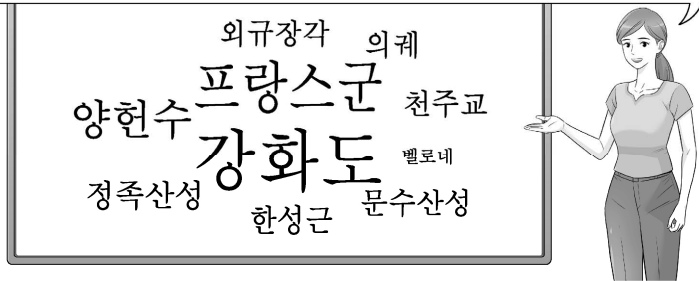 외규장각 의궤
프랑스군
양헌수 천주교
강화도 벨로네
정족산성 문수산성
한성근